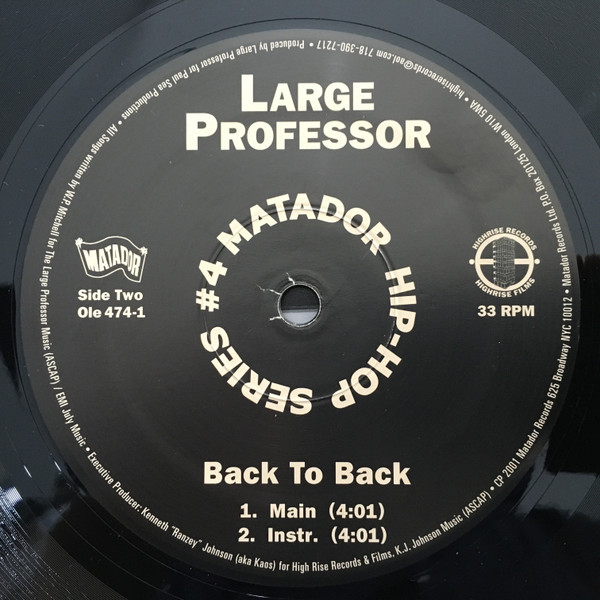 LARGE
PROFESSOR
#4 MATADOR HIP-HOP SERIES
MATADOR
Side Two
Ole 474-1
HIGHRISE RECORDS
HIGHRISE FILMS
33 RPM
Back To Back
1. Main (4:01)
2. Instr. (4:01)
All Songs written by W.P. Mitchell for The Large Professor Music (ASCAP) / EMI July Music • Executive Producer: Kenneth "Ranzey" Johnson (aka Kaos) for High Rise Records & Films. K.J. Johnson Music (ASCAP) • CP 2001 Matador Records 625 Broadway NYC 10012 • Matador Records Ltd. P.O. Box 20125 London W10 5WA • highriserecords@aol.com 718-390-7217 • Produced by Large Professor for Paul Sea Productions •